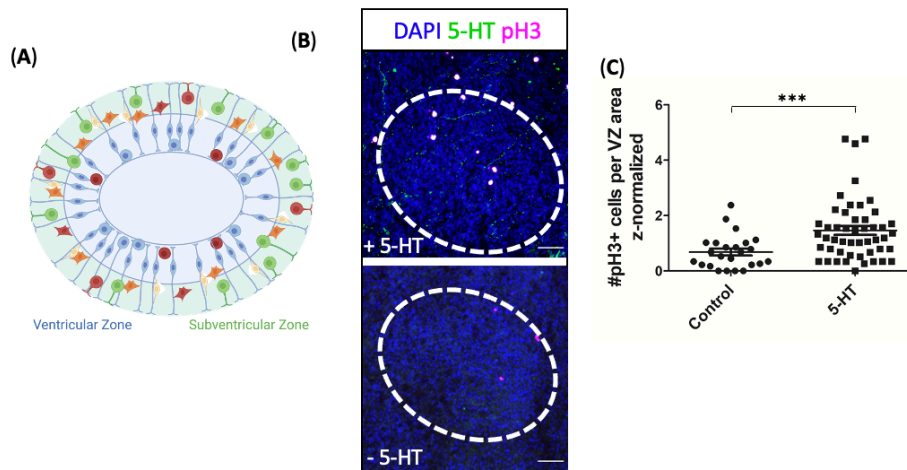 (A)
Ventricular Zone
Subventricular Zone
(B)
DAPI 5-HT pH3
+ 5-HT
- 5-HT
(C)
#pH3+ cells per VZ area
z-normalized
***
6
4
2
0
Control
5-HT